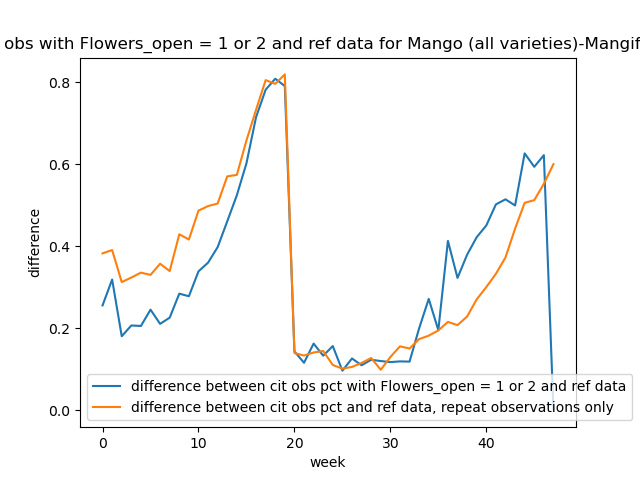 obs with Flowers_open = 1 or 2 and ref data for Mango (all varieties)-Mangif
0.8
0.6
0.4
0.2
0.0
difference
difference between cit obs pct with Flowers_open = 1 or 2 and ref data
difference between cit obs pct and ref data, repeat observations only
0 10 20 30 40
week